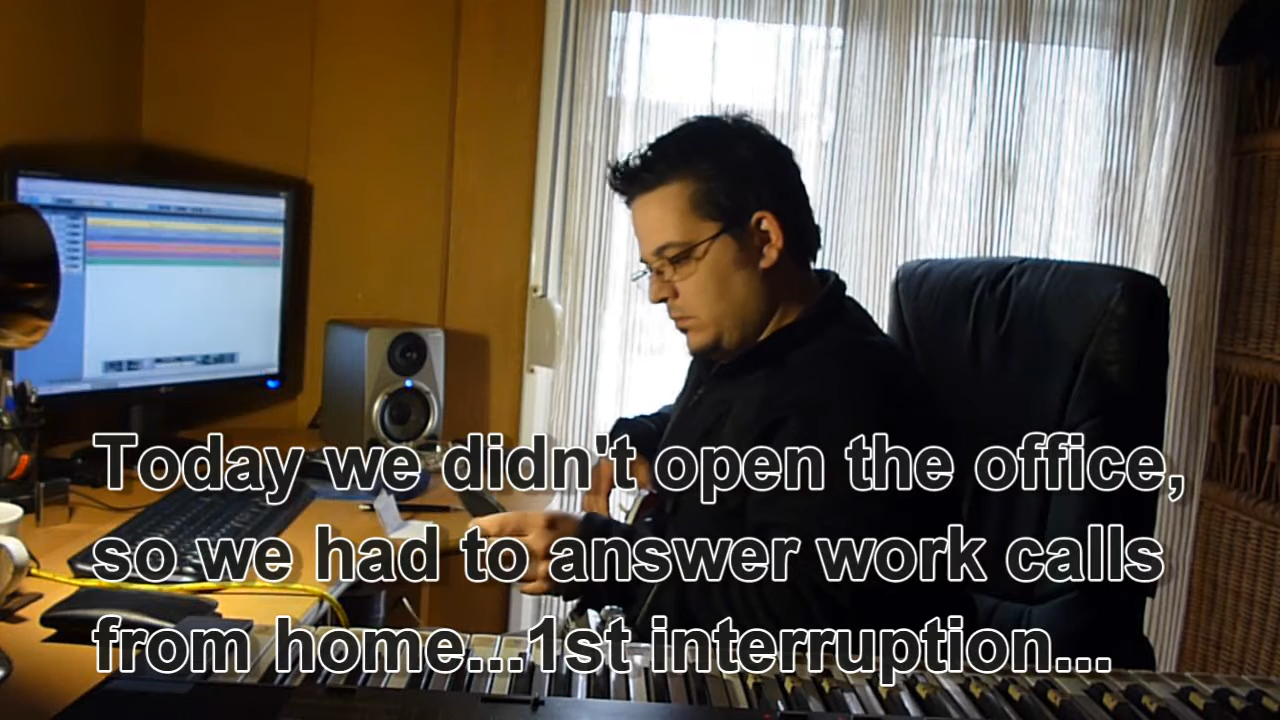 Today we didn't open the office,
so we had to answer work calls
from home...1st interruption...